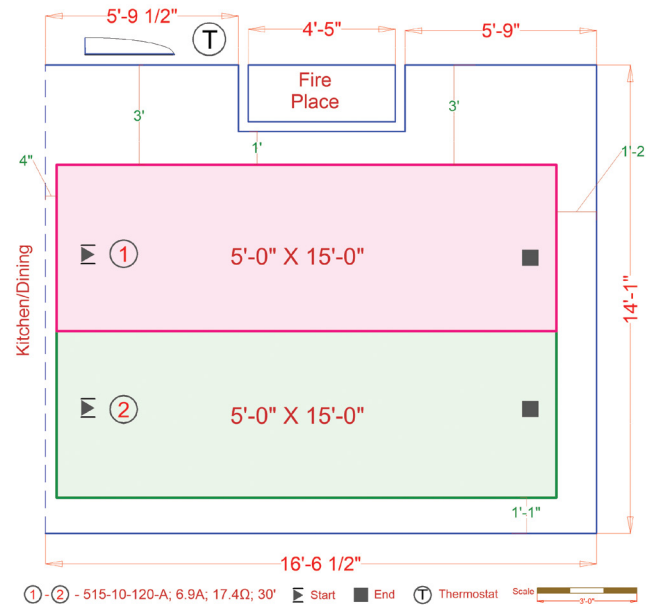 5'-9 1/2"
4'-5"
5'-9"
T
Fire
Place
3'
3'
1'
4"
1'-2
1
5'-0" X 15'-0"
Kitchen/Dining
14'-1"
2
5'-0" X 15'-0"
1'-1"
16'-6 1/2"
1 - 2 - 515-10-120-A; 6.9A; 17.4Ω; 30' Start End T Thermostat Scale
3'-0"